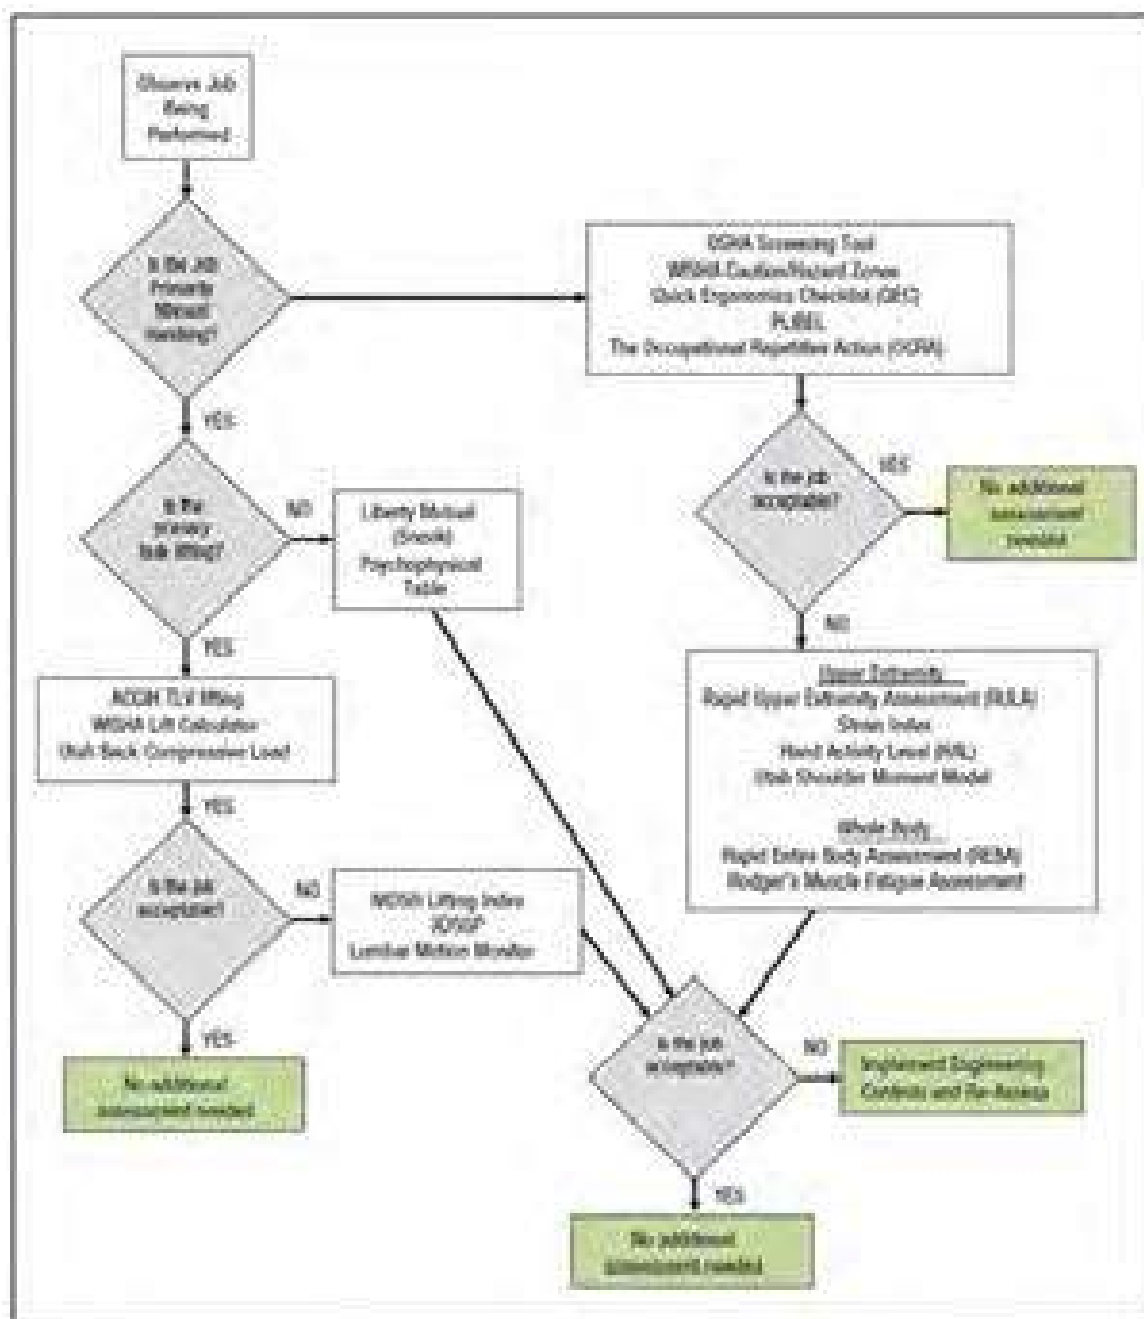 Observe Job
Being
Performed
Is the Job
Primarily
Manual
Handling?
OSHA Screening Tool
WISHA Caution/Hazard Zones
Quick Ergonomics Checklist (QEC)
PLIBEL
The Occupational Repetitive Action (OCRA)
YES
Is the
primary
task lifting?
NO
Liberty Mutual
(Snook)
Psychophysical
Table
Is the job
acceptable?
YES
No additional
assessment
needed
YES
NO
ACGIH TLV lifting
WISHA Lift Calculator
Utah Back Compressive Load
Upper Extremity
Rapid Upper Extremity Assessment (RULA)
Strain Index
Hand Activity Level (HAL)
Utah Shoulder Moment Model
Whole Body
Rapid Entire Body Assessment (REBA)
Rodger's Muscle Fatigue Assessment
YES
Is the job
acceptable?
NO
NIOSH Lifting Index
3DSSP
Lumbar Motion Monitor
YES
No additional
assessment needed
Is the job
acceptable?
NO
Implement Engineering
Controls and Re-Assess
YES
No additional
assessment needed